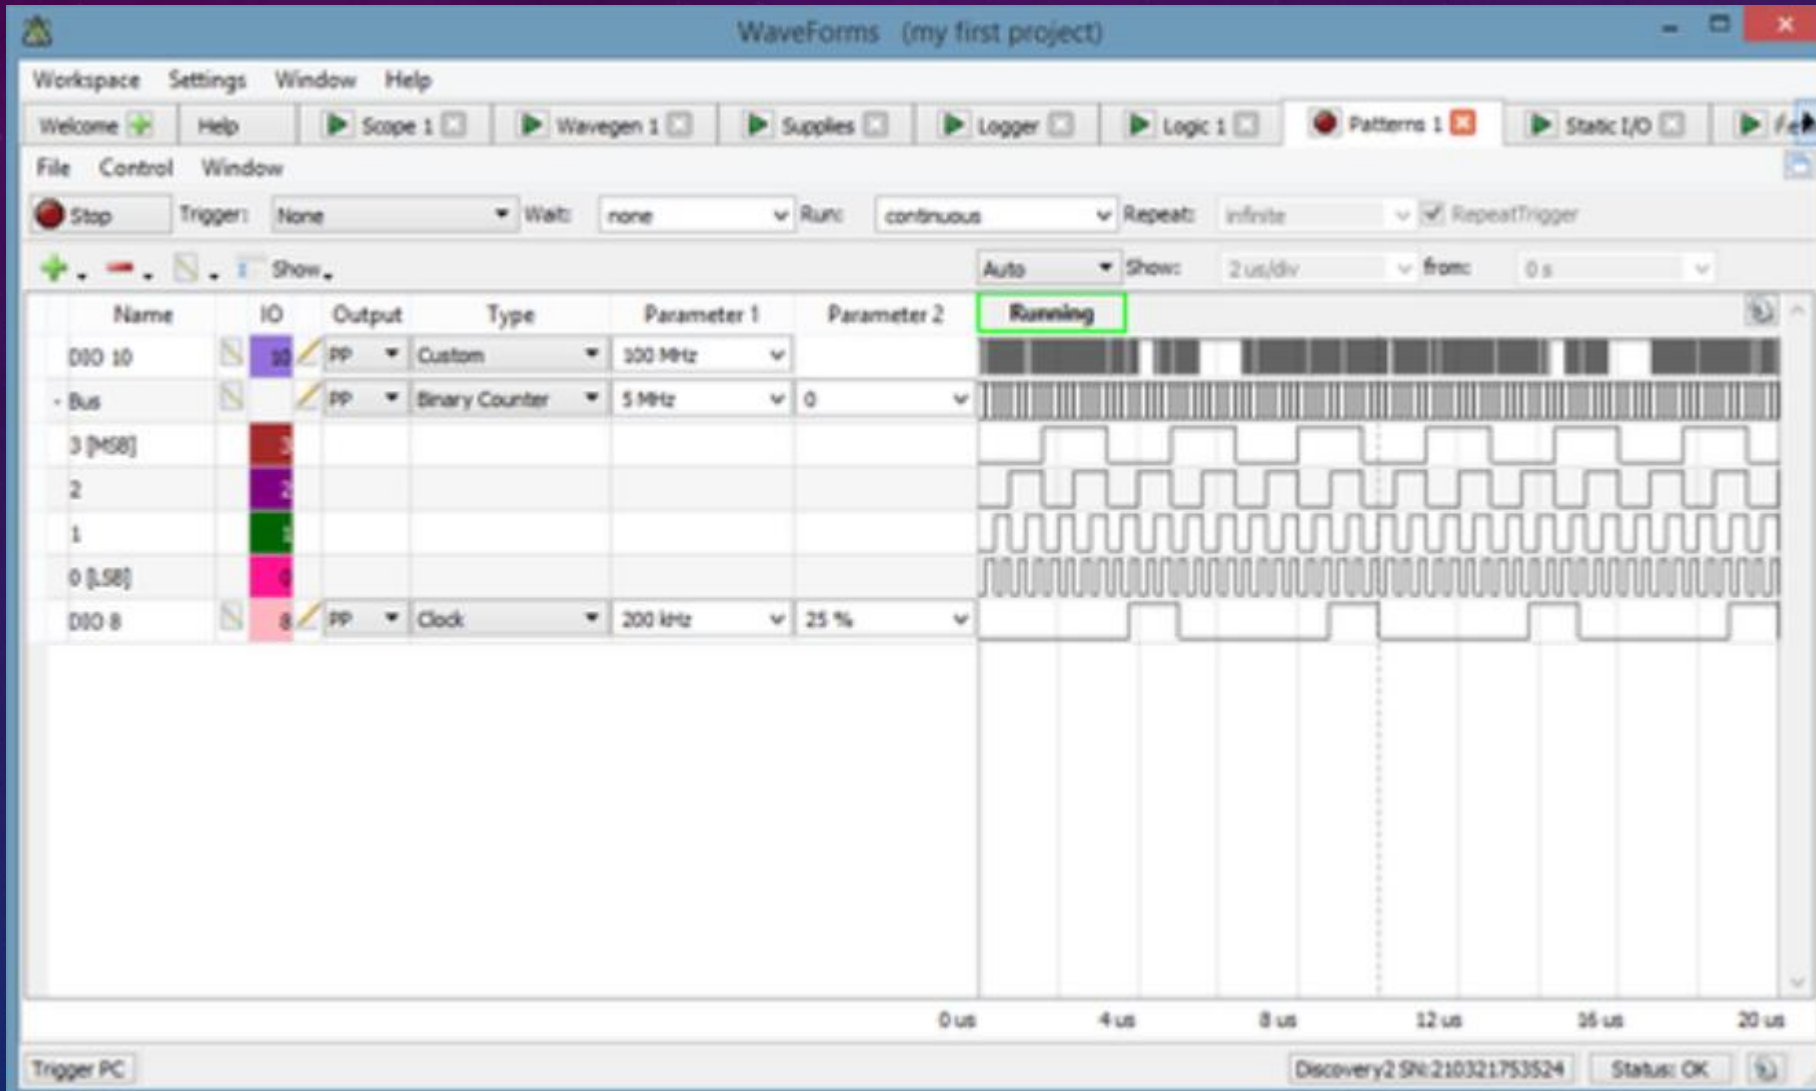 WaveForms (my first project)
Workspace Settings Window Help
Welcome Help Scope 1 Wavegen 1 Supplies Logger Logic 1 Patterns 1 Static I/O
File Control Window
Stop Trigger: None Wait: none Run: continuous Repeat: infinite RepeatTrigger
Show Auto Show: 2 us/div from: 0 s
Name IO Output Type Parameter 1 Parameter 2 Running
DIO 10 10 PP Custom 100 MHz
- Bus PP Binary Counter 5 MHz 0
3 [MSB] 3
2 2
1
0 [LSB] 0
DIO 8 8 PP Clock 200 kHz 25 %
0 us 4 us 8 us 12 us 16 us 20 us
Trigger PC Discovery2 SN:210321753524 Status: OK